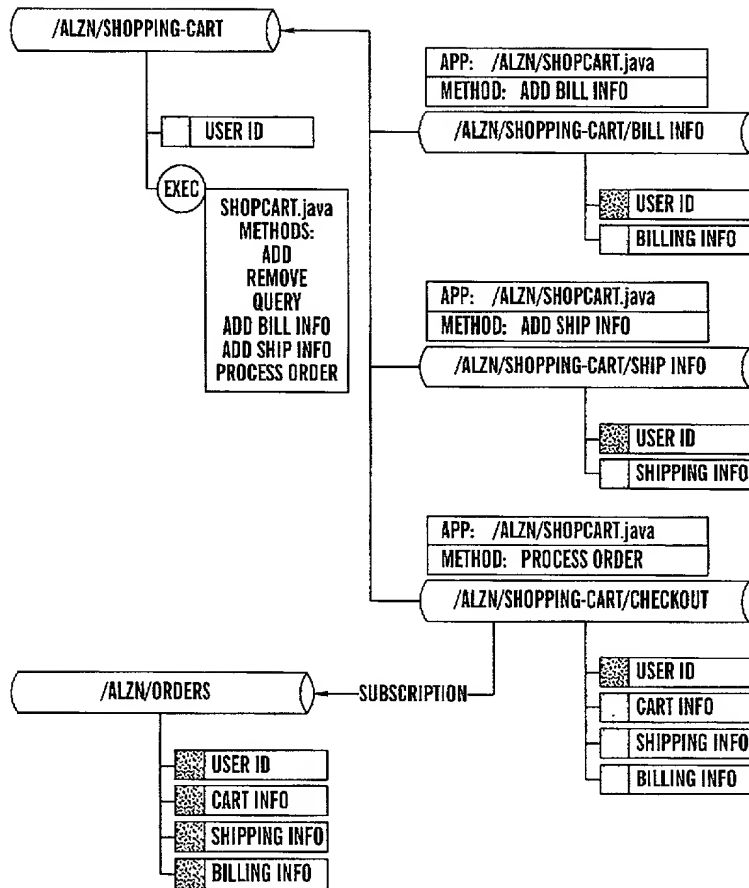 /ALZN/SHOPPING-CART
USER ID
EXEC
SHOPCART.java
METHODS:
ADD
REMOVE
QUERY
ADD BILL INFO
ADD SHIP INFO
PROCESS ORDER
APP: /ALZN/SHOPCART.java
METHOD: ADD BILL INFO
/ALZN/SHOPPING-CART/BILL INFO
USER ID
BILLING INFO
APP: /ALZN/SHOPCART.java
METHOD: ADD SHIP INFO
/ALZN/SHOPPING-CART/SHIP INFO
USER ID
SHIPPING INFO
APP: /ALZN/SHOPCART.java
METHOD: PROCESS ORDER
/ALZN/SHOPPING-CART/CHECKOUT
USER ID
CART INFO
SHIPPING INFO
BILLING INFO
SUBSCRIPTION
/ALZN/ORDERS
USER ID
CART INFO
SHIPPING INFO
BILLING INFO